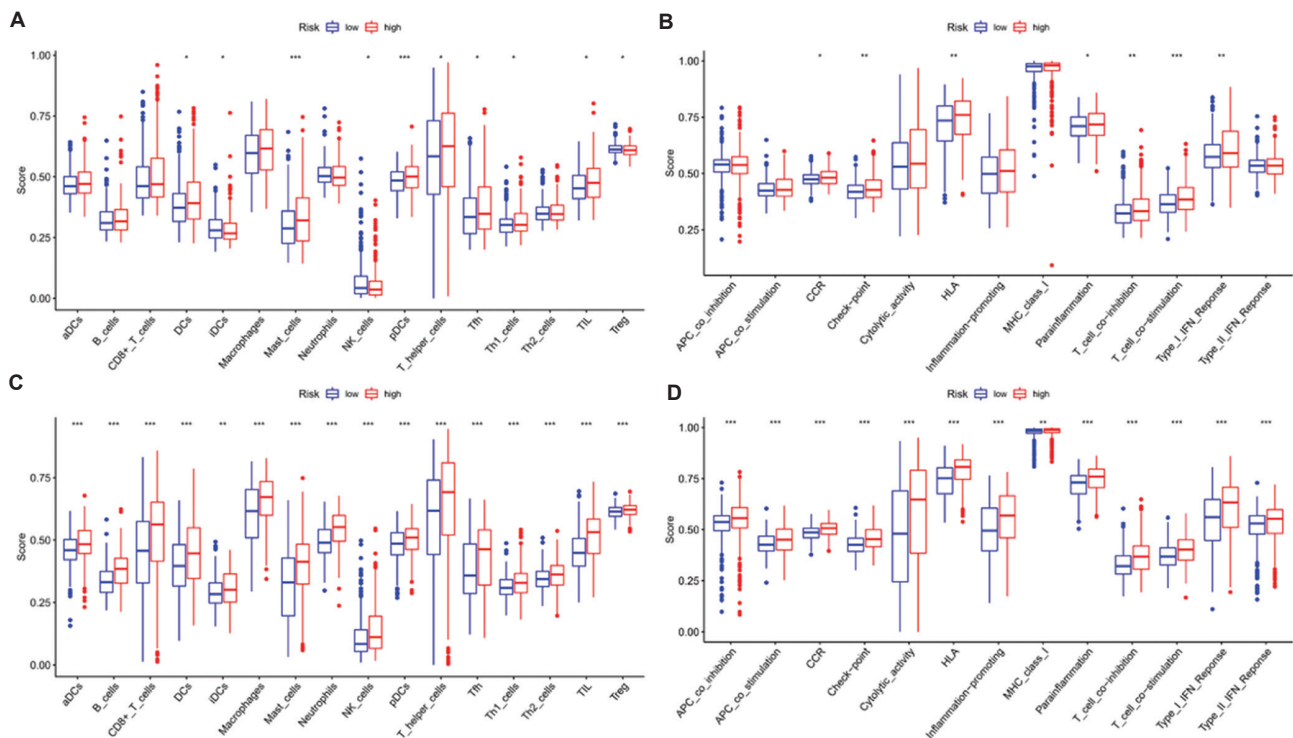 A
Risk low high
* * *** * *** * * * * *
1.00
0.75
0.50
0.25
0.00
Score
aDCs
B_cells
CD8+_T_cells
DCs
iDCs
Macrophages
Mast_cells
Neutrophils
NK_cells
pDCs
T_helper_cells
Tfh
Th1_cells
Th2_cells
TIL
Treg
B
Risk low high
* ** ** * ** *** **
1.00
0.75
0.50
0.25
Score
APC_co_inhibition
APC_co_stimulation
CCR
Check-point
Cytolytic_activity
HLA
Inflammation-promoting
MHC_class_I
Parainflammation
T_cell_co-inhibition
T_cell_co-stimulation
Type_I_IFN_Reponse
Type_II_IFN_Reponse
C
Risk low high
*** *** *** *** ** *** *** *** *** *** *** *** *** *** *** ***
0.75
0.50
0.25
0.00
Score
aDCs
B_cells
CD8+_T_cells
DCs
iDCs
Macrophages
Mast_cells
Neutrophils
NK_cells
pDCs
T_helper_cells
Tfh
Th1_cells
Th2_cells
TIL
Treg
D
Risk low high
*** *** *** *** *** *** *** ** *** *** *** *** ***
1.00
0.75
0.50
0.25
0.00
Score
APC_co_inhibition
APC_co_stimulation
CCR
Check-point
Cytolytic_activity
HLA
Inflammation-promoting
MHC_class_I
Parainflammation
T_cell_co-inhibition
T_cell_co-stimulation
Type_I_IFN_Reponse
Type_II_IFN_Reponse